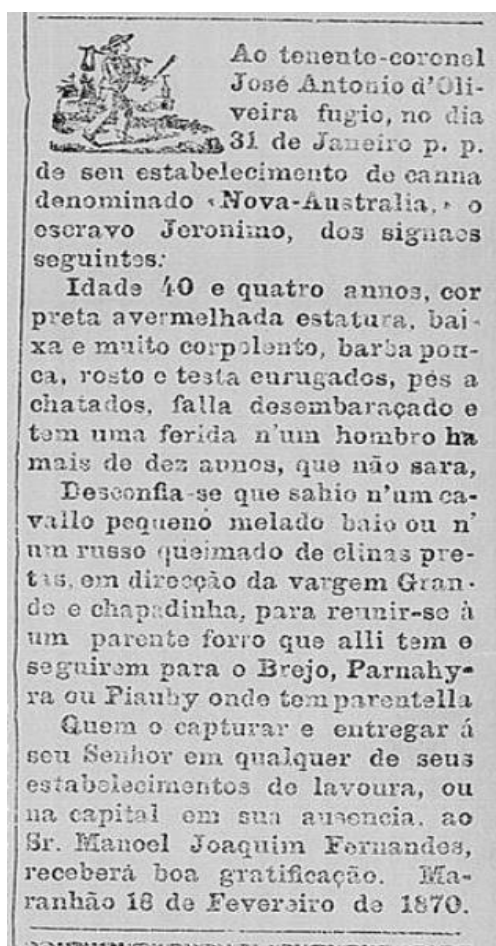 Ao tenente-coronel
José Antonio d'Oli-
veira fugio, no dia
31 de Janeiro p. p.
de seu estabelecimento de canna
denominado «Nova-Australia,» o
escravo Jeronimo, dos signaes
seguintes:
Idade 40 e quatro annos, cor
preta avermelhada estatura, bai-
xa e muito corpolento, barba pou-
ca, rosto e testa enrugados, pés a
chatados, falla desembaraçado e
tem uma ferida n'um hombro ha
mais de dez annos, que não sara,
Desconfia-se que sahio n'um ca-
vallo pequeno melado baio ou n'
um russo queimado de clinas pre-
tas, em direcção da vargem Gran-
de e chapadinha, para reunir-se à
um parente forro que alli tem e
seguirem para o Brejo, Parnahy-
ra ou Piauhy onde tem parentella
Quem o capturar e entregar á
seu Senhor em qualquer de seus
estabelecimentos de lavoura, ou
na capital em sua ausencia, ao
Sr. Manoel Joaquim Fernandes,
receberá boa gratificação. Ma-
ranhão 18 de Fevereiro de 1870.